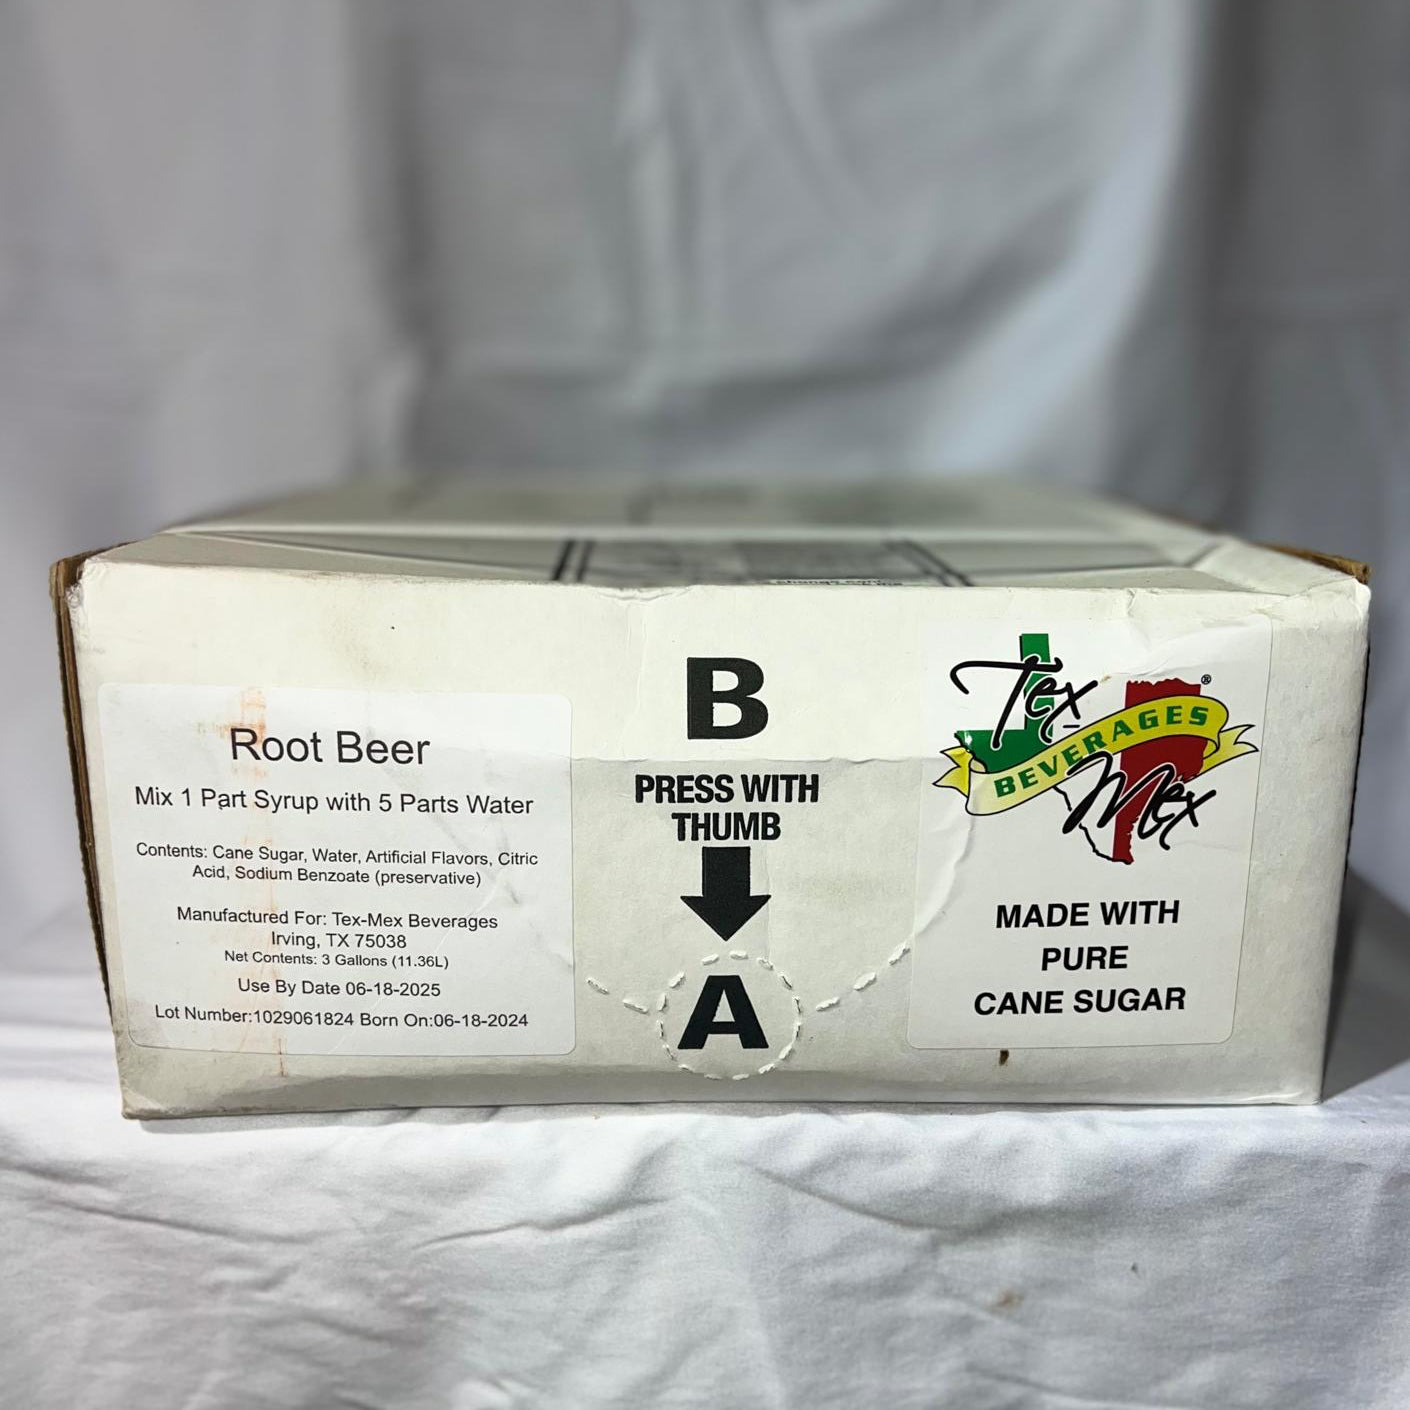 Root Beer
Mix 1 Part Syrup with 5 Parts Water
Contents: Cane Sugar, Water, Artificial Flavors, Citric
Acid, Sodium Benzoate (preservative)
Manufactured For: Tex-Mex Beverages
Irving, TX 75038
Net Contents: 3 Gallons (11.36L)
Use By Date 06-18-2025
Lot Number:1029061824 Born On:06-18-2024
B
PRESS WITH
THUMB
A
Tex
BEVERAGES
Mex
®
MADE WITH
PURE
CANE SUGAR